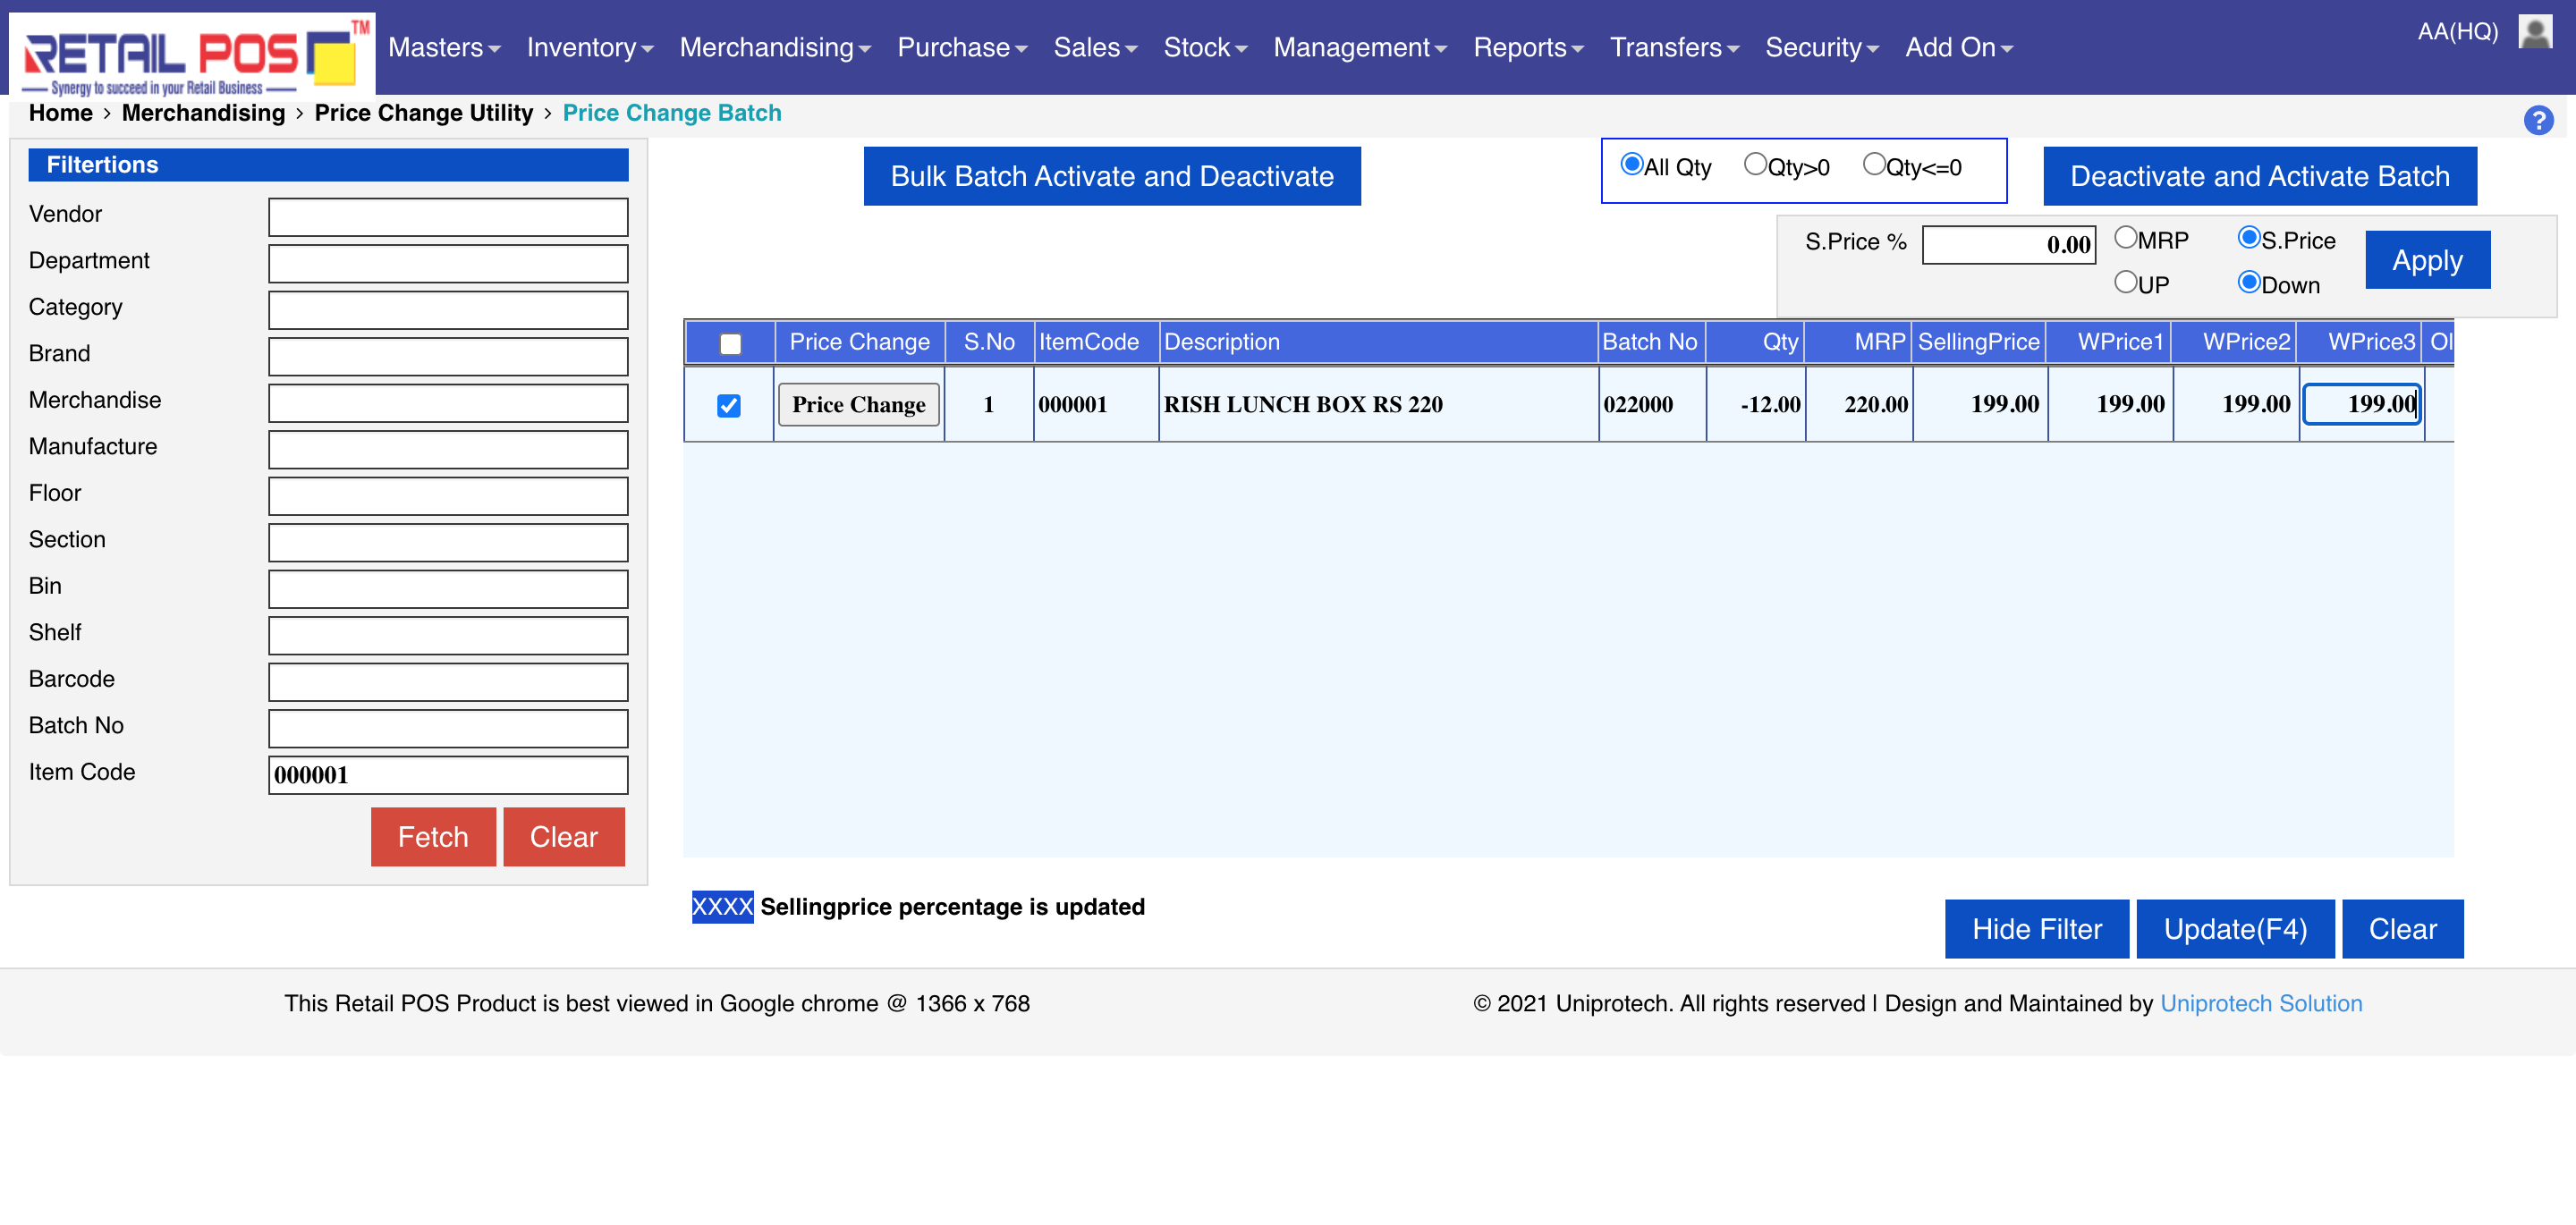 RETAIL POS TM
Synergy to succeed in your Retail Business
Masters Inventory Merchandising Purchase Sales Stock Management Reports Transfers Security Add On
AA(HQ)
Home > Merchandising > Price Change Utility > Price Change Batch
?
Filtertions
Vendor
Department
Category
Brand
Merchandise
Manufacture
Floor
Section
Bin
Shelf
Barcode
Batch No
Item Code 000001
Fetch Clear
Bulk Batch Activate and Deactivate
All Qty Qty>0 Qty<=0
Deactivate and Activate Batch
S.Price % 0.00 MRP S.Price
UP Down
Apply
Price Change S.No ItemCode Description Batch No Qty MRP SellingPrice WPrice1 WPrice2 WPrice3 Ol
Price Change 1 000001 RISH LUNCH BOX RS 220 022000 -12.00 220.00 199.00 199.00 199.00 199.00
XXXX Sellingprice percentage is updated
Hide Filter Update(F4) Clear
This Retail POS Product is best viewed in Google chrome @ 1366 x 768
© 2021 Uniprotech. All rights reserved l Design and Maintained by Uniprotech Solution